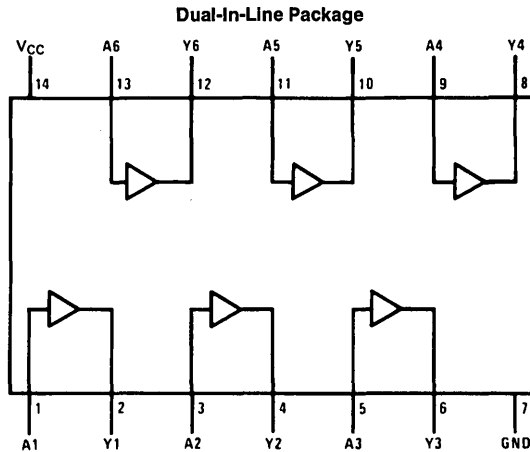 Dual-In-Line Package
VCC A6 Y6 A5 Y5 A4 Y4
14 13 12 11 10 9 8
1 2 3 4 5 6 7
A1 Y1 A2 Y2 A3 Y3 GND